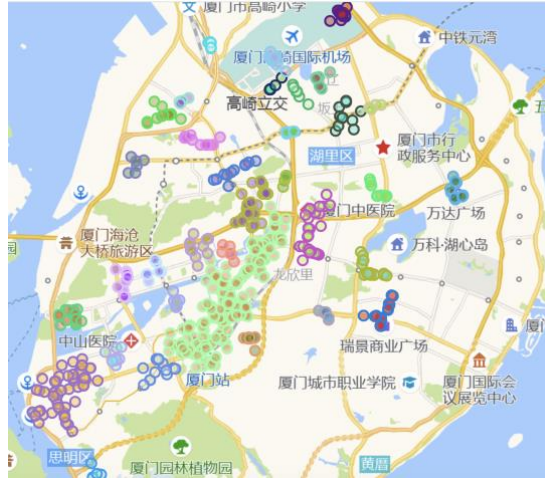 厦门市高崎小学
中铁元湾
厦门高崎国际机场
高崎立交
坂
五
湖里区
厦门市行
政服务中心
厦门中医院
万达广场
厦门海沧
大桥旅游区
园
万科·湖心岛
龙欣里
中山医院
瑞景商业广场
厦
厦门站
厦门城市职业学院
厦门国际会
议展览中心
思明区
厦门园林植物园
黄厝